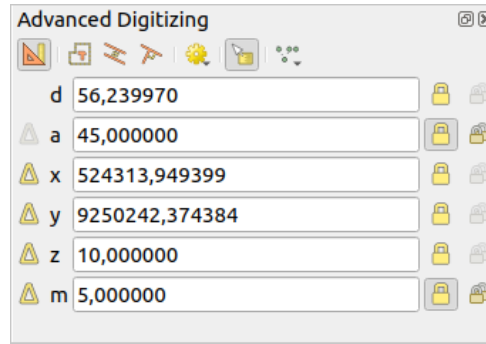 Advanced Digitizing
d 56,239970
a 45,000000
x 524313,949399
y 9250242,374384
z 10,000000
m 5,000000